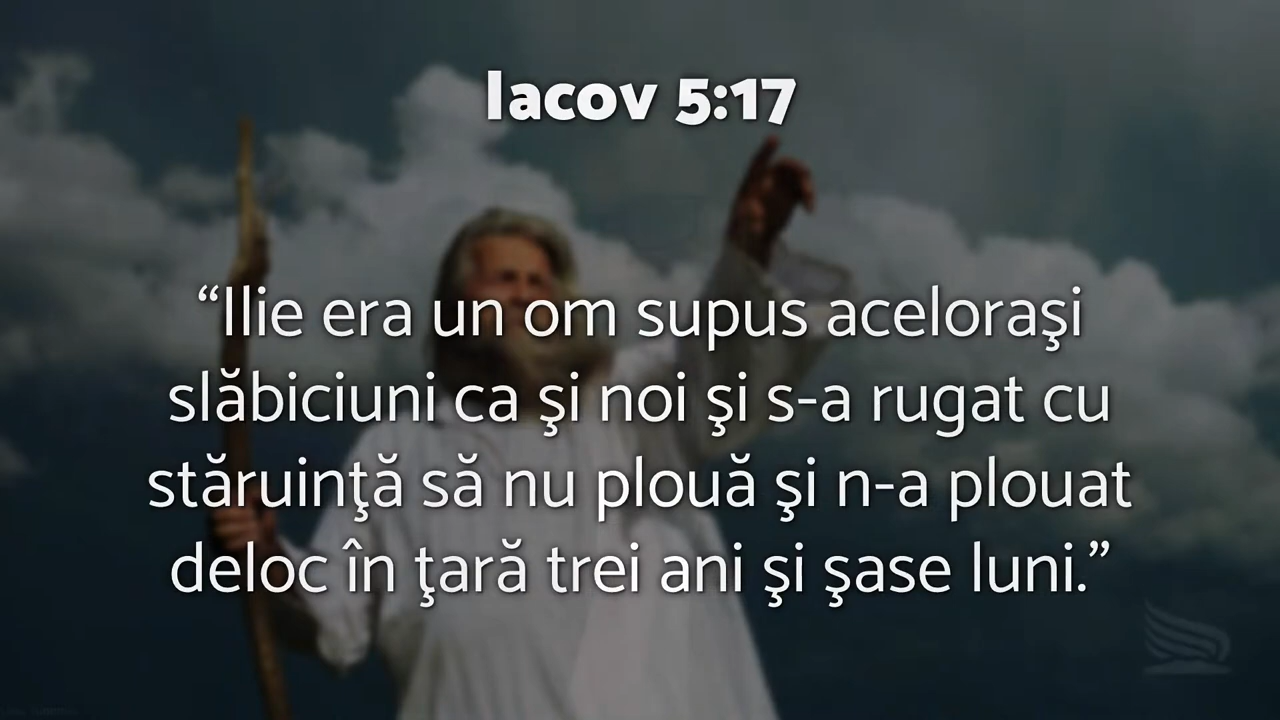 Iacov 5:17
“Ilie era un om supus aceloraşi
slăbiciuni ca şi noi şi s-a rugat cu
stăruinţă să nu plouă şi n-a plouat
deloc în ţară trei ani şi şase luni.”